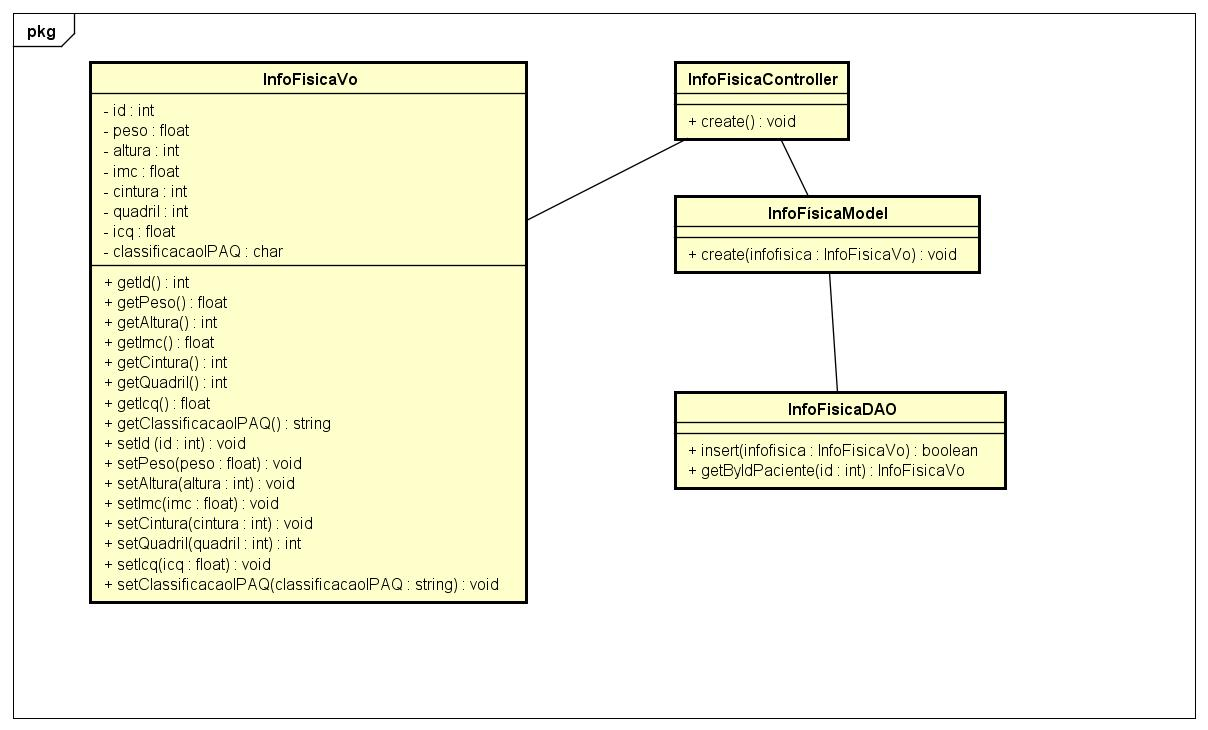 pkg
InfoFisicaVo
- id : int
- peso : float
- altura : int
- imc : float
- cintura : int
- quadril : int
- icq : float
- classificacaoIPAQ : char
+ getId() : int
+ getPeso() : float
+ getAltura() : int
+ getImc() : float
+ getCintura() : int
+ getQuadril() : int
+ getIcq() : float
+ getClassificacaoIPAQ() : string
+ setId (id : int) : void
+ setPeso(peso : float) : void
+ setAltura(altura : int) : void
+ setImc(imc : float) : void
+ setCintura(cintura : int) : void
+ setQuadril(quadril : int) : int
+ setIcq(icq : float) : void
+ setClassificacaoIPAQ(classificacaoIPAQ : string) : void
InfoFisicaController
+ create() : void
InfoFísicaModel
+ create(infofisica : InfoFisicaVo) : void
InfoFisicaDAO
+ insert(infofisica : InfoFisicaVo) : boolean
+ getByIdPaciente(id : int) : InfoFisicaVo